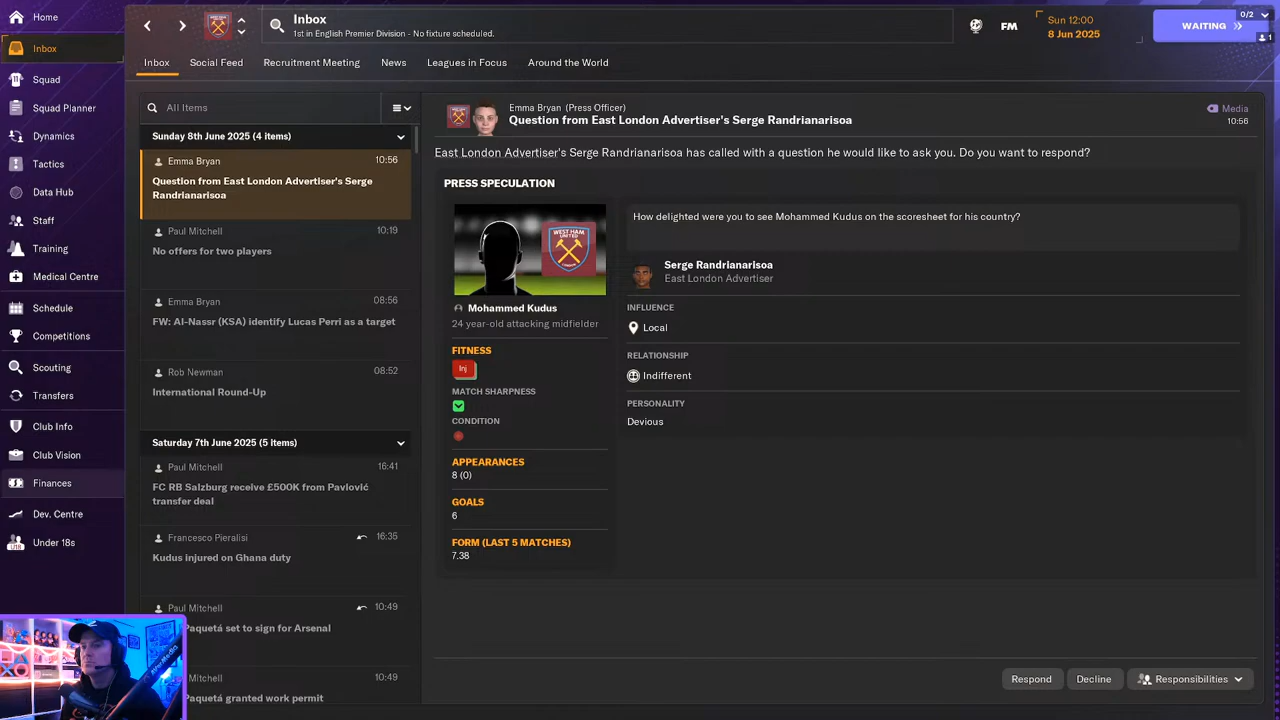 Home
Inbox
Squad
Squad Planner
Dynamics
Tactics
Data Hub
Staff
Training
Medical Centre
Schedule
Competitions
Scouting
Transfers
Club Info
Club Vision
Finances
Dev. Centre
Under 18s
Inbox
1st in English Premier Division - No fixture scheduled.
FM
Sun 12:00
8 Jun 2025
WAITING
0/2
1
Inbox
Social Feed
Recruitment Meeting
News
Leagues in Focus
Around the World
All Items
Sunday 8th June 2025 (4 items)
Emma Bryan
10:56
Question from East London Advertiser's Serge
Randrianarisoa
Paul Mitchell
10:19
No offers for two players
Emma Bryan
08:56
FW: Al-Nassr (KSA) identify Lucas Perri as a target
Rob Newman
08:52
International Round-Up
Saturday 7th June 2025 (5 items)
Paul Mitchell
16:41
FC RB Salzburg receive £500K from Pavlović
transfer deal
Francesco Pieralisi
16:35
Kudus injured on Ghana duty
Paul Mitchell
10:49
Paquetá set to sign for Arsenal
Mitchell
10:49
Paquetá granted work permit
Emma Bryan (Press Officer)
Question from East London Advertiser's Serge Randrianarisoa
Media
10:56
East London Advertiser's Serge Randrianarisoa has called with a question he would like to ask you. Do you want to respond?
PRESS SPECULATION
WEST HAM
UNITED
LONDON
Mohammed Kudus
24 year-old attacking midfielder
FITNESS
Inj
MATCH SHARPNESS
CONDITION
APPEARANCES
8 (0)
GOALS
6
FORM (LAST 5 MATCHES)
7.38
How delighted were you to see Mohammed Kudus on the scoresheet for his country?
Serge Randrianarisoa
East London Advertiser
INFLUENCE
Local
RELATIONSHIP
Indifferent
PERSONALITY
Devious
Respond
Decline
Responsibilities